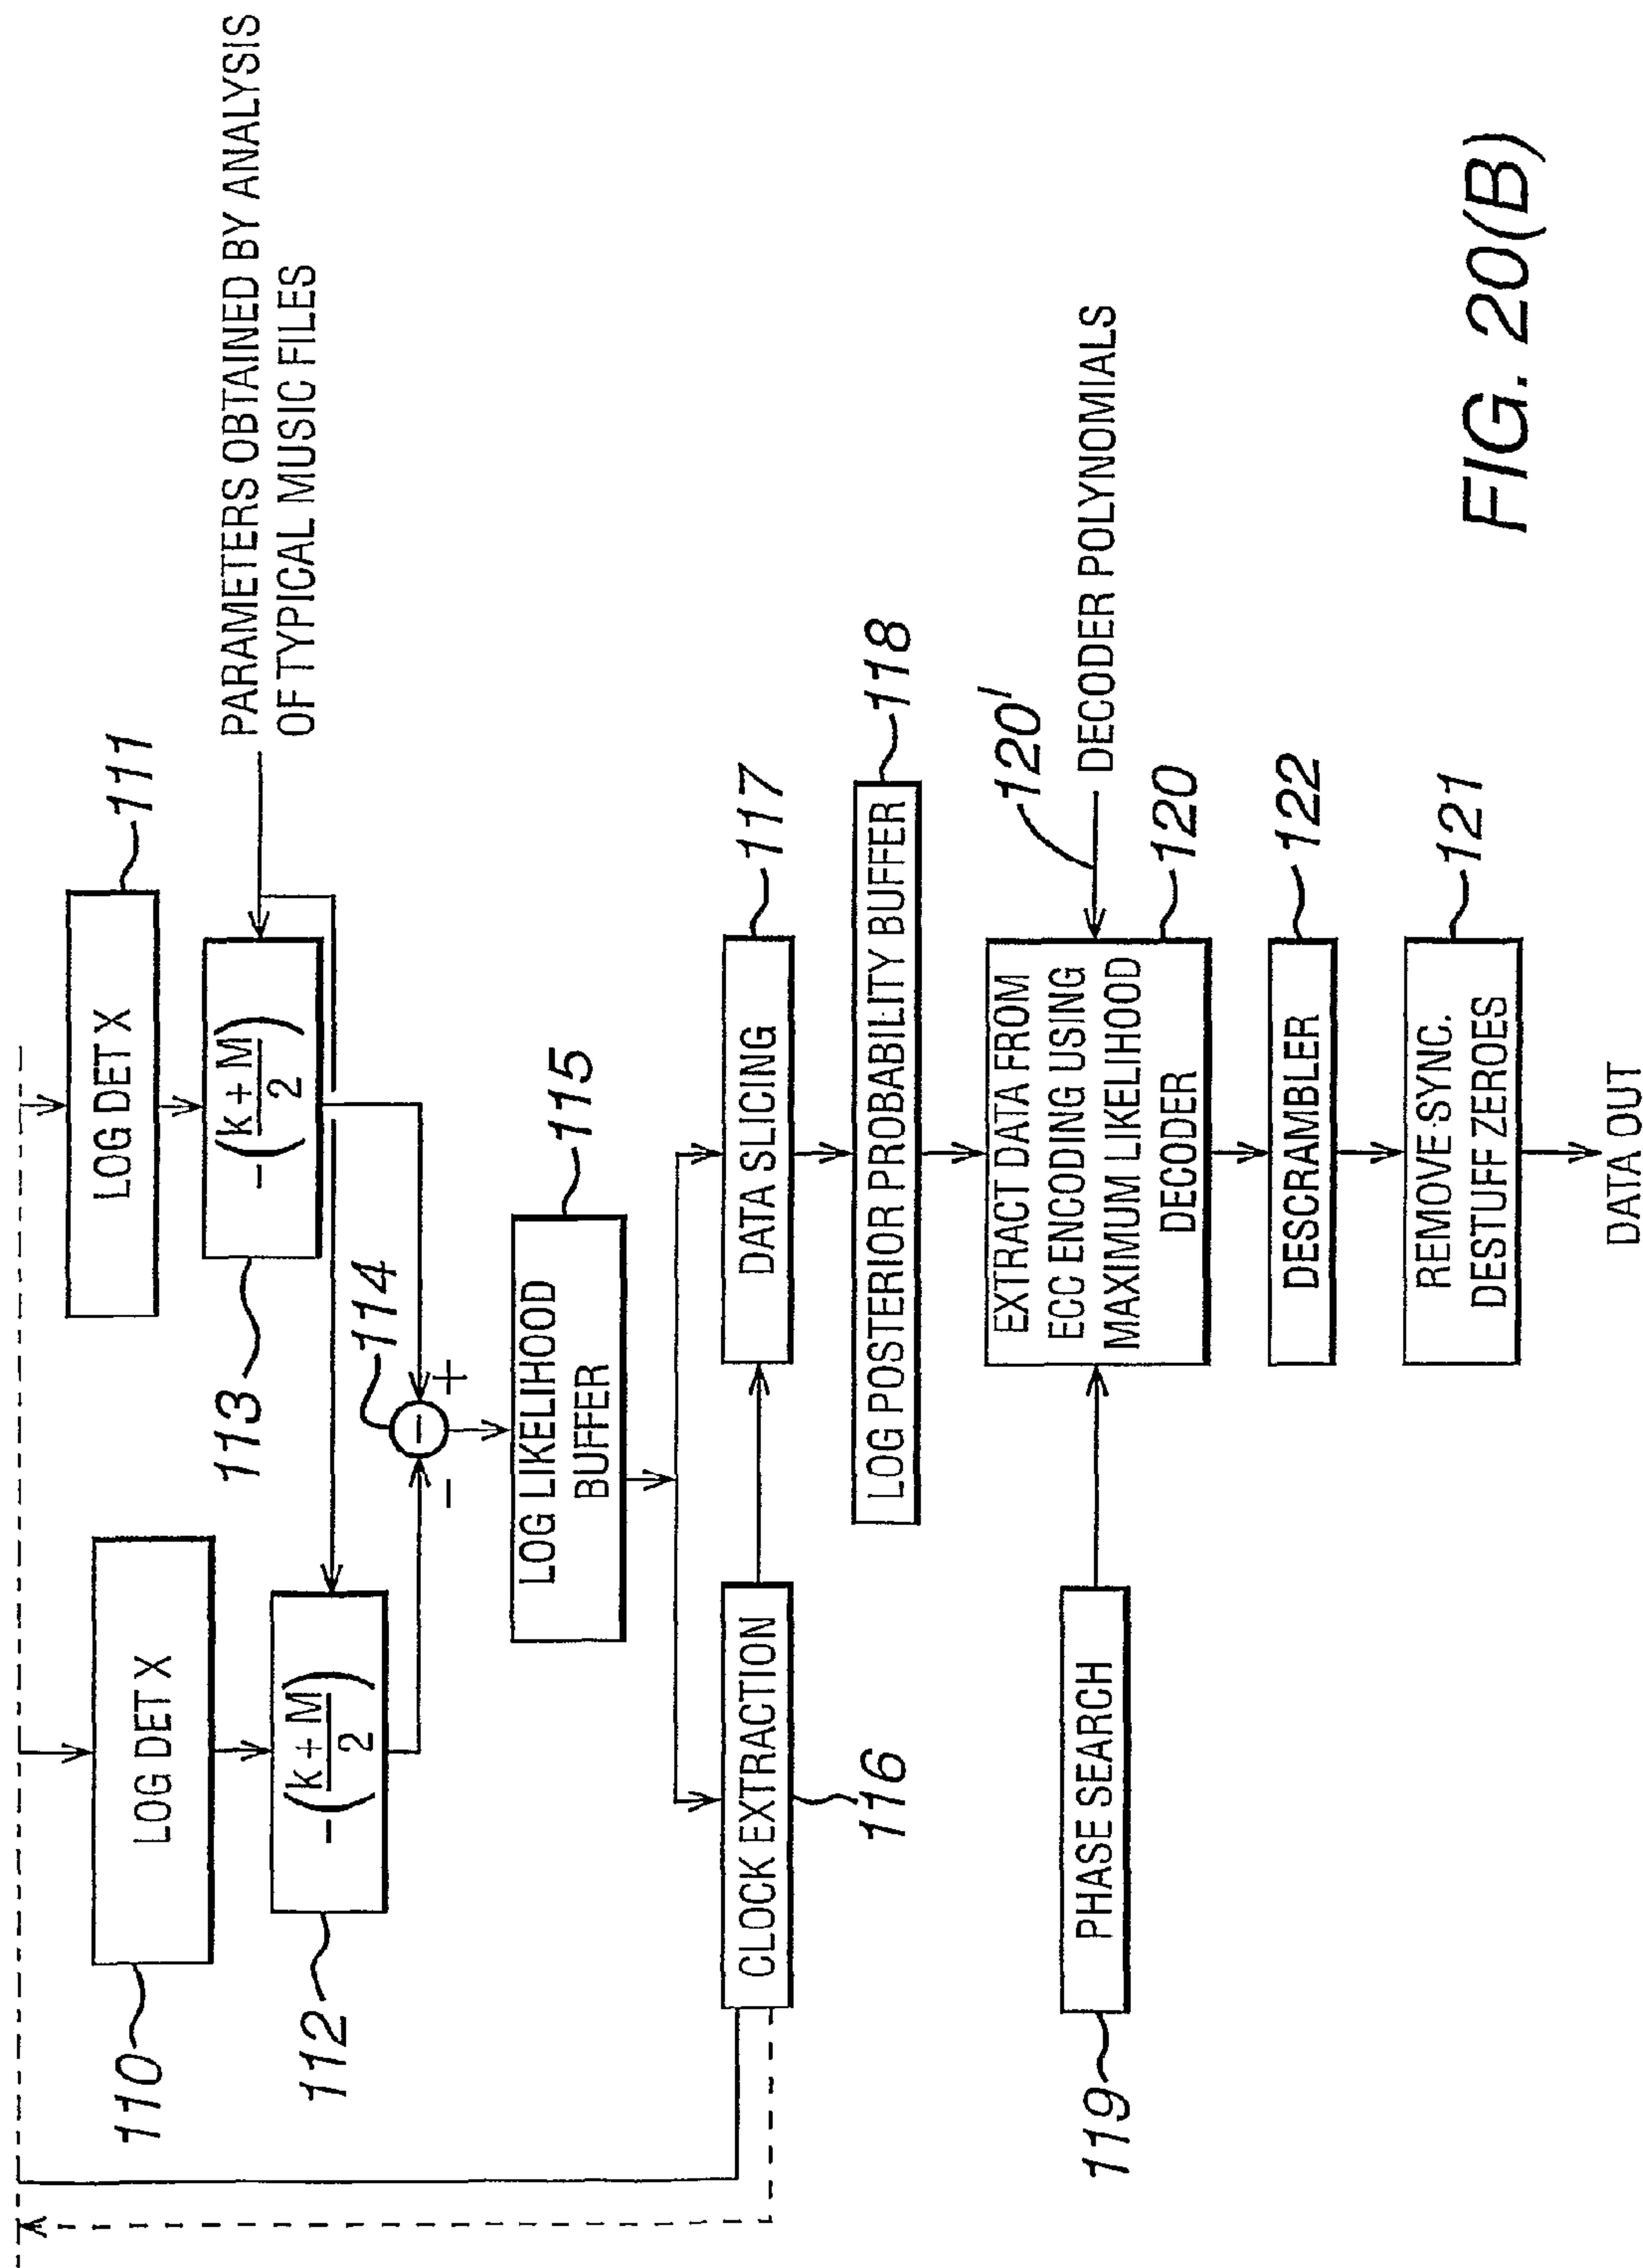 110
LOG DET X
LOG DET X
111
112
-(k + M / 2)
113
-(k + M / 2)
PARAMETERS OBTAINED BY ANALYSIS
OF TYPICAL MUSIC FILES
114
-
-
+
LOG LIKELIHOOD
BUFFER
115
CLOCK EXTRACTION
116
DATA SLICING
117
LOG POSTERIOR PROBABILITY BUFFER
118
119
PHASE SEARCH
EXTRACT DATA FROM
ECC ENCODING USING
MAXIMUM LIKELIHOOD
DECODER
120'
DECODER POLYNOMIALS
120
DESCRAMBLER
122
REMOVE SYNC.
DESTUFF ZEROES
121
DATA OUT
FIG. 20(B)